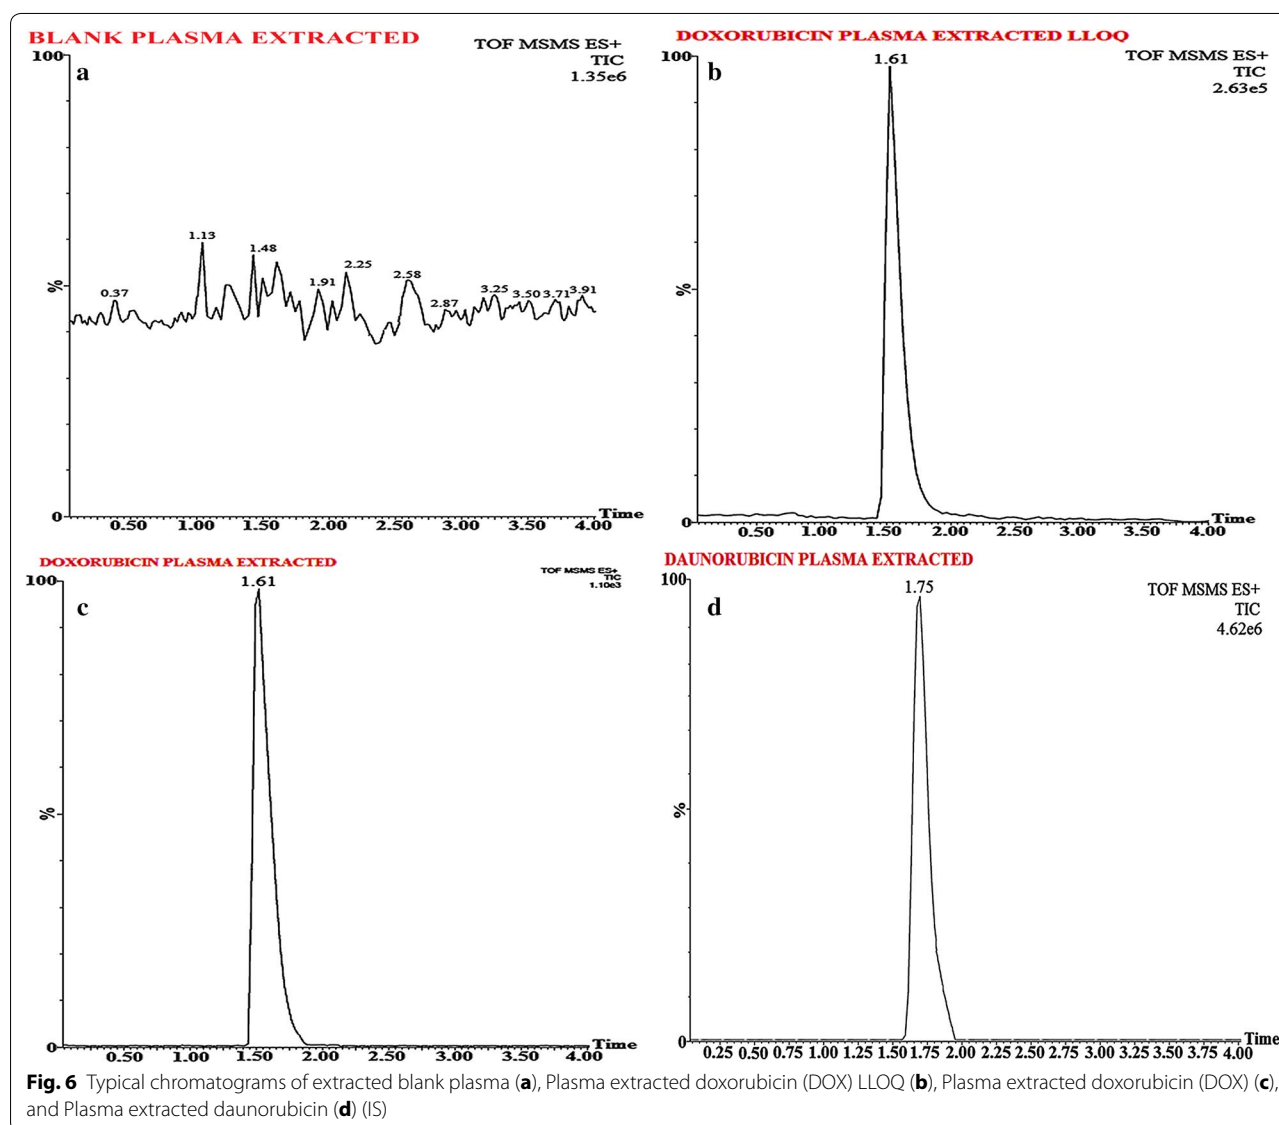 BLANK PLASMA EXTRACTED
TOF MSMS ES+
TIC
1.35e6
100
a
1.13
1.48
2.25
2.58
1.91
0.37
2.87
3.25
3.50
3.71
3.91
%
0
0.50 1.00 1.50 2.00 2.50 3.00 3.50 4.00
Time
DOXORUBICIN PLASMA EXTRACTED LLOQ
TOF MSMS ES+
TIC
2.63e5
100
b
1.61
%
0
0.50 1.00 1.50 2.00 2.50 3.00 3.50 4.00
Time
DOXORUBICIN PLASMA EXTRACTED
TOF MSMS ES+
TIC
1.10e3
100
c
1.61
%
0
0.50 1.00 1.50 2.00 2.50 3.00 3.50 4.00
Time
DAUNORUBICIN PLASMA EXTRACTED
TOF MSMS ES+
TIC
4.62e6
100
d
1.75
%
0
0.25 0.50 0.75 1.00 1.25 1.50 1.75 2.00 2.25 2.50 2.75 3.00 3.25 3.50 3.75 4.00
Time
Fig. 6 Typical chromatograms of extracted blank plasma (a), Plasma extracted doxorubicin (DOX) LLOQ (b), Plasma extracted doxorubicin (DOX) (c),
and Plasma extracted daunorubicin (d) (IS)